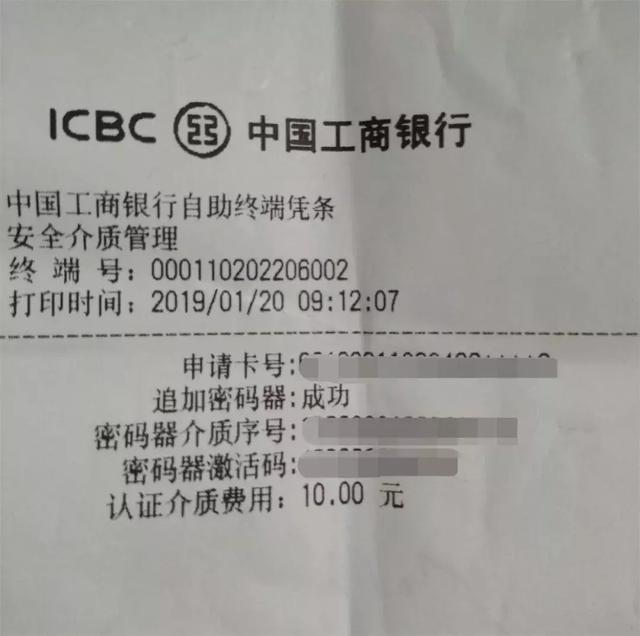 ICBC 中国工商银行
中国工商银行自助终端凭条
安全介质管理
终 端 号：000110202206002
打印时间：2019/01/20 09:12:07
申请卡号:
追加密码器:成功
密码器介质序号:
密码器激活码:
认证介质费用：10.00 元